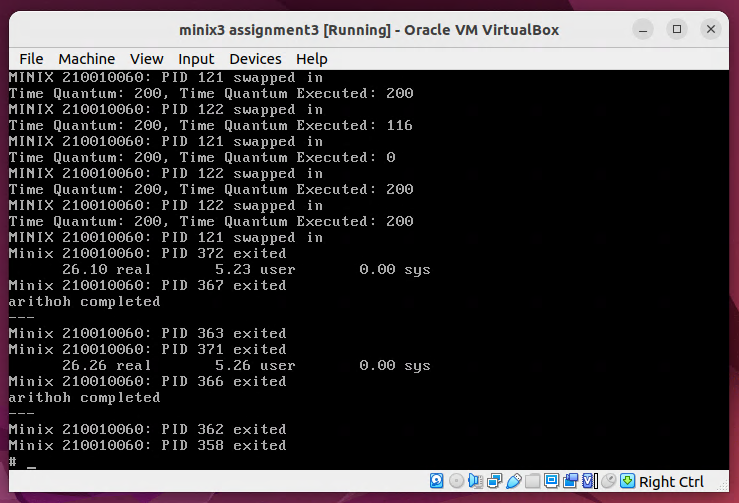 minix3 assignment3 [Running] - Oracle VM VirtualBox
File Machine View Input Devices Help
MINIX 210010060: PID 121 swapped in
Time Quantum: 200, Time Quantum Executed: 200
MINIX 210010060: PID 122 swapped in
Time Quantum: 200, Time Quantum Executed: 116
MINIX 210010060: PID 121 swapped in
Time Quantum: 200, Time Quantum Executed: 0
MINIX 210010060: PID 122 swapped in
Time Quantum: 200, Time Quantum Executed: 200
MINIX 210010060: PID 122 swapped in
Time Quantum: 200, Time Quantum Executed: 200
MINIX 210010060: PID 121 swapped in
Minix 210010060: PID 372 exited
26.10 real 5.23 user 0.00 sys
Minix 210010060: PID 367 exited
arithoh completed
---
Minix 210010060: PID 363 exited
Minix 210010060: PID 371 exited
26.26 real 5.26 user 0.00 sys
Minix 210010060: PID 366 exited
arithoh completed
---
Minix 210010060: PID 362 exited
Minix 210010060: PID 358 exited
# _
Right Ctrl